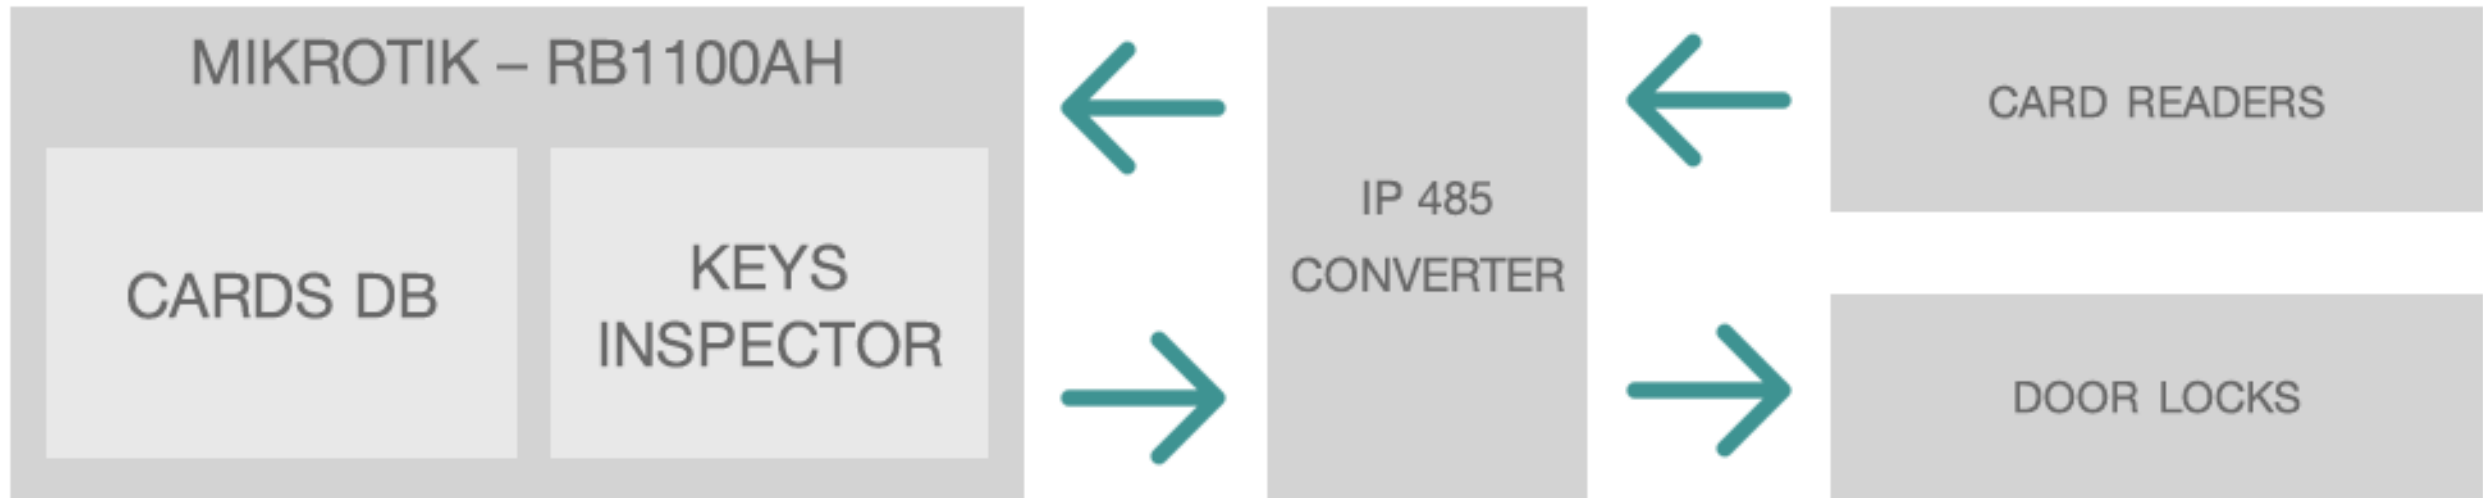 MIKROTIK – RB1100AH
CARDS DB
KEYS
INSPECTOR
IP 485
CONVERTER
CARD READERS
DOOR LOCKS